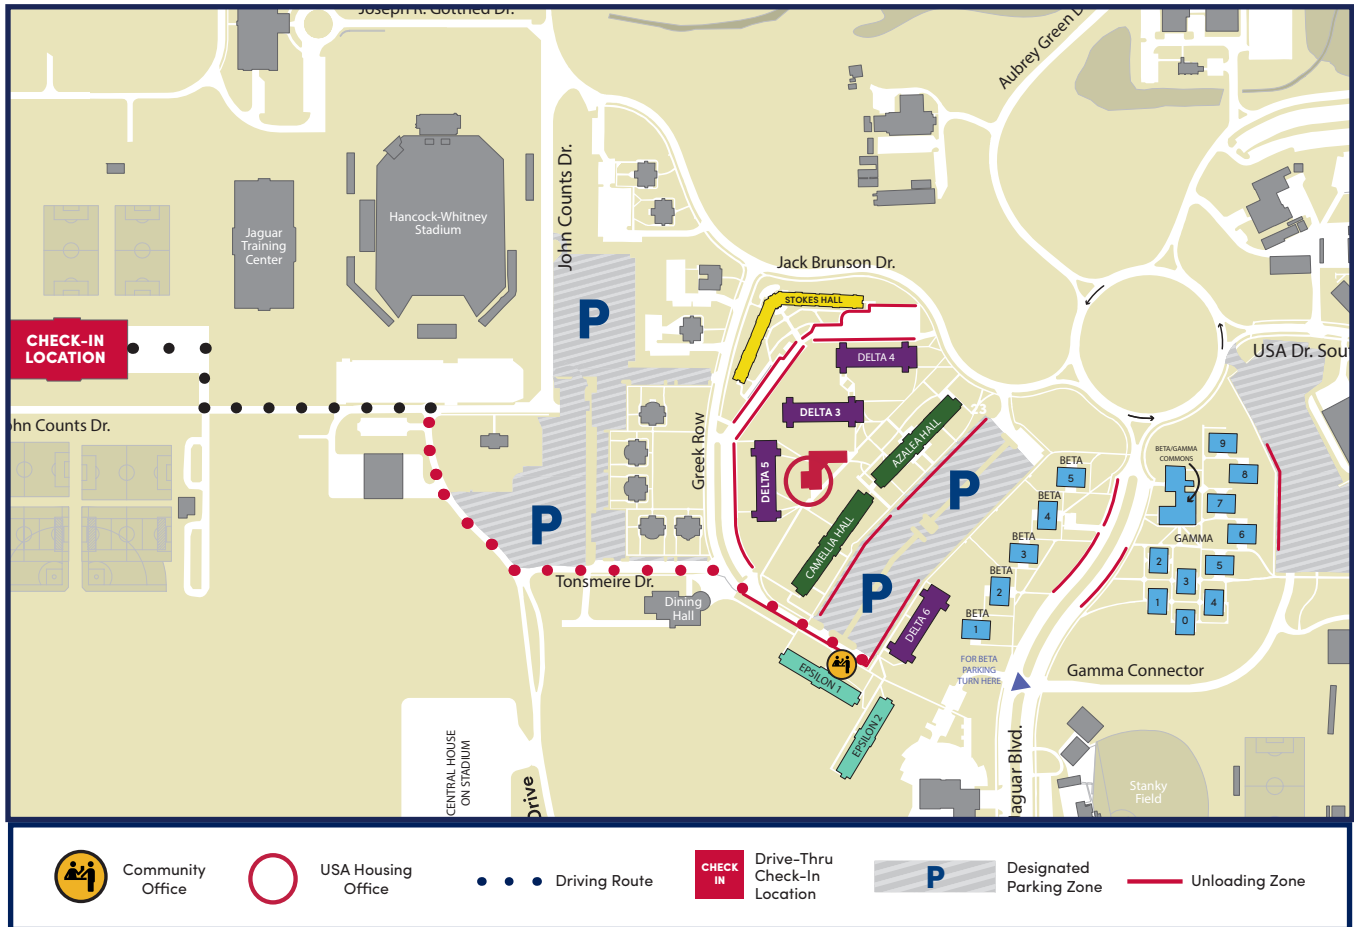 Joseph R. Gottfried Dr.
Aubrey Green D
John Counts Dr.
Hancock-Whitney
Stadium
Jaguar
Training
Center
Jack Brunson Dr.
STOKES HALL
P
CHECK-IN
LOCATION
DELTA 4
USA Dr. Sou
ohn Counts Dr.
DELTA 3
23
Greek Row
AZALEA HALL
DELTA 5
BETA/GAMMA
COMMONS
9
8
7
6
GAMMA
BETA
5
BETA
4
BETA
3
BETA
2
BETA
1
P
P
CAMELLIA HALL
2
5
3
1
4
0
Tonsmeire Dr.
P
Dining
Hall
DELTA 6
EPSILON 1
FOR BETA
PARKING
TURN HERE
Gamma Connector
EPSILON 2
CENTRAL HOUSE
ON STADIUM
Drive
Jaguar Blvd.
Stanky
Field
Community
Office
USA Housing
Office
Driving Route
CHECK
IN
Drive-Thru
Check-In
Location
P
Designated
Parking Zone
Unloading Zone